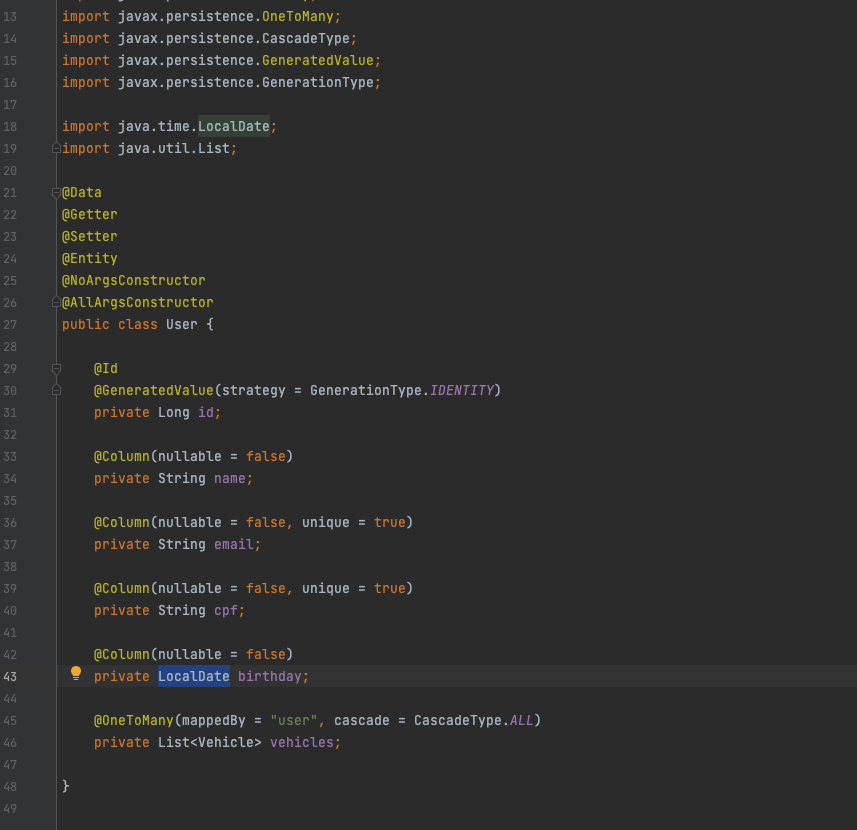 13 import javax.persistence.OneToMany;
14 import javax.persistence.CascadeType;
15 import javax.persistence.GeneratedValue;
16 import javax.persistence.GenerationType;
17
18 import java.time.LocalDate;
19 import java.util.List;
20
21 @Data
22 @Getter
23 @Setter
24 @Entity
25 @NoArgsConstructor
26 @AllArgsConstructor
27 public class User {
28
29     @Id
30     @GeneratedValue(strategy = GenerationType.IDENTITY)
31     private Long id;
32
33     @Column(nullable = false)
34     private String name;
35
36     @Column(nullable = false, unique = true)
37     private String email;
38
39     @Column(nullable = false, unique = true)
40     private String cpf;
41
42     @Column(nullable = false)
43     private LocalDate birthday;
44
45     @OneToMany(mappedBy = "user", cascade = CascadeType.ALL)
46     private List<Vehicle> vehicles;
47
48 }
49